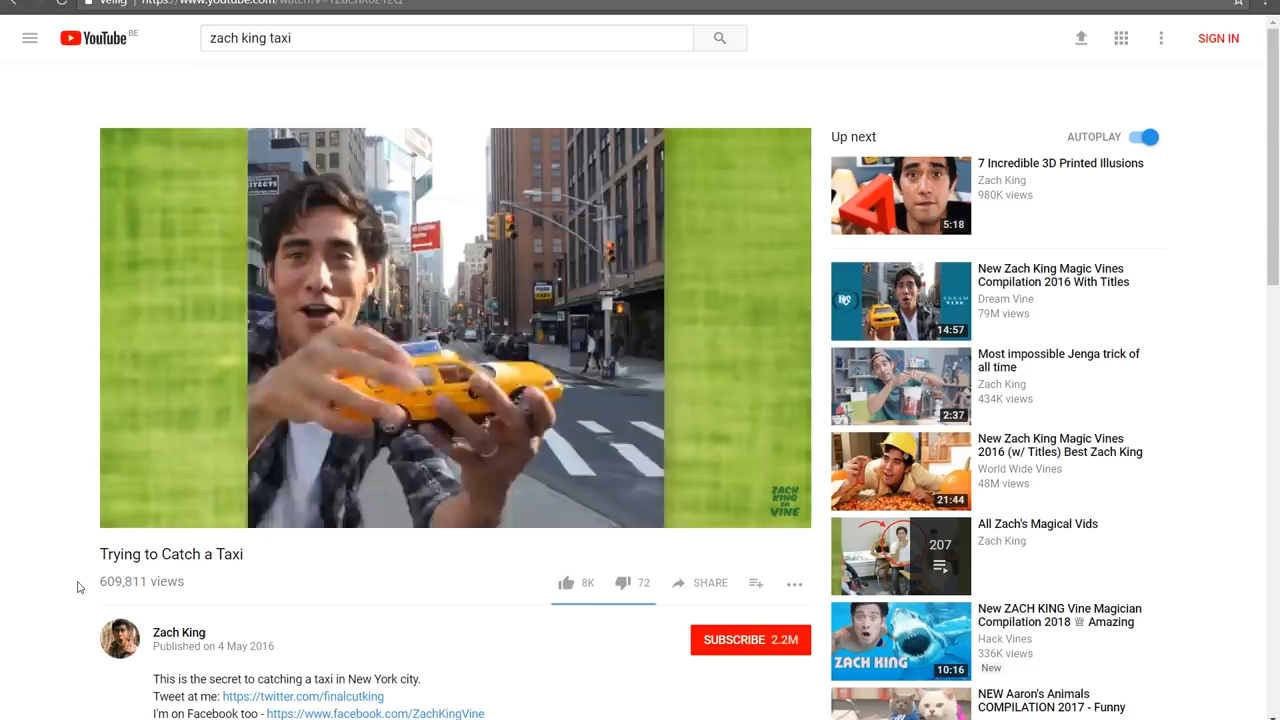 YouTube BE
zach king taxi
SIGN IN
Up next
AUTOPLAY
7 Incredible 3D Printed Illusions
Zach King
980K views
5:18
New Zach King Magic Vines
Compilation 2016 With Titles
Dream Vine
79M views
14:57
Most impossible Jenga trick of
all time
Zach King
434K views
2:37
New Zach King Magic Vines
2016 (w/ Titles) Best Zach King
World Wide Vines
48M views
21:44
All Zach's Magical Vids
Zach King
207
New ZACH KING Vine Magician
Compilation 2018 ♕ Amazing
Hack Vines
336K views
New
ZACH KING
10:16
NEW Aaron's Animals
COMPILATION 2017 - Funny
ZACH
KING
ON
VINE
Trying to Catch a Taxi
609,811 views
8K
72
SHARE
Zach King
Published on 4 May 2016
SUBSCRIBE 2.2M
This is the secret to catching a taxi in New York city.
Tweet at me: https://twitter.com/finalcutking
I'm on Facebook too - https://www.facebook.com/ZachKingVine